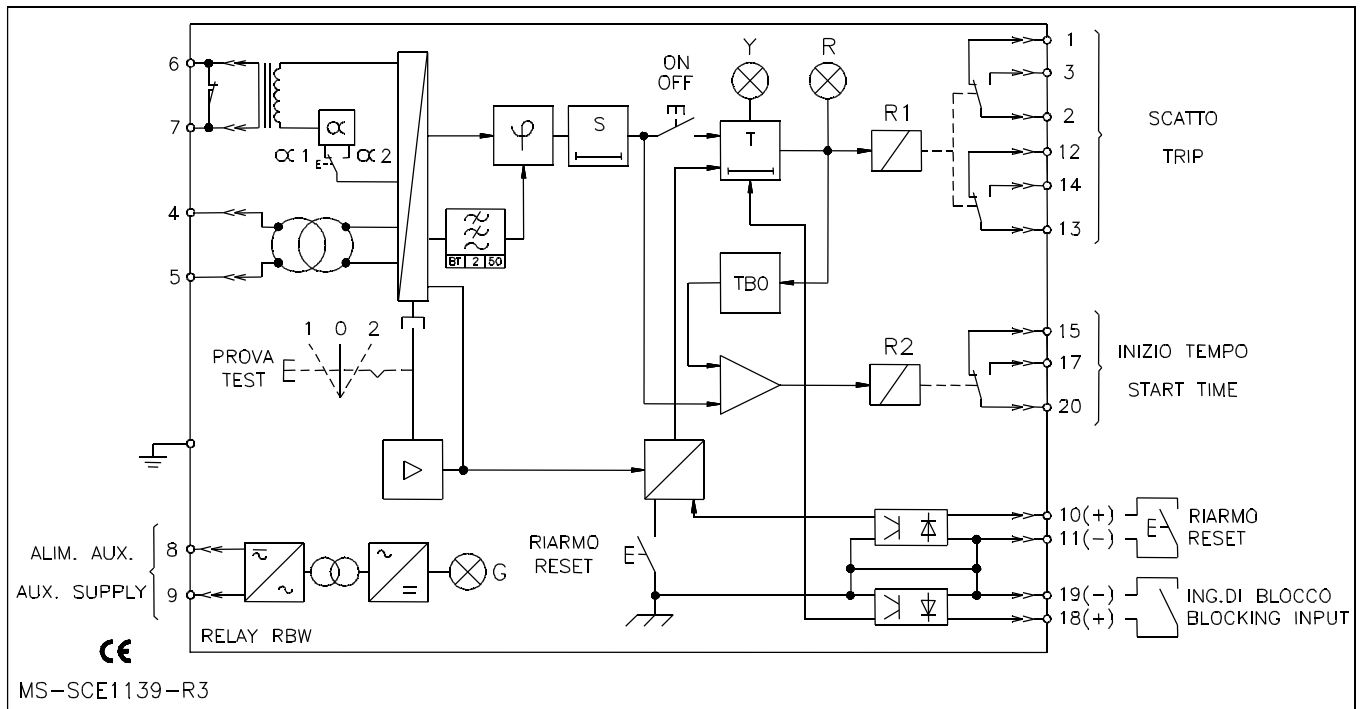 6
7
4
5
8
9
∝
∝1
∝2
BT 2 50
φ
S
ON
OFF
Y
R
T
TBO
R1
R2
1
3
2
12
14
13
SCATTO
TRIP
15
17
20
INIZIO TEMPO
START TIME
1 0 2
PROVA
TEST
E
RIARMO
RESET
E
10(+)
11(-)
E
RIARMO
RESET
19(-)
18(+)
ING.DI BLOCCO
BLOCKING INPUT
ALIM. AUX.
AUX. SUPPLY
G
RELAY RBW
CE
MS-SCE1139-R3